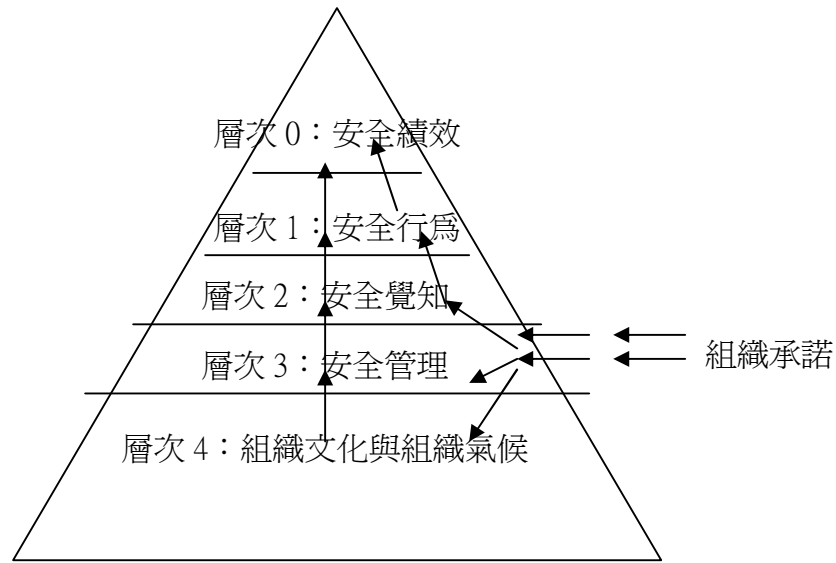 層次 0：安全績效
層次 1：安全行為
層次 2：安全覺知
組織承諾
層次 3：安全管理
層次 4：組織文化與組織氣候